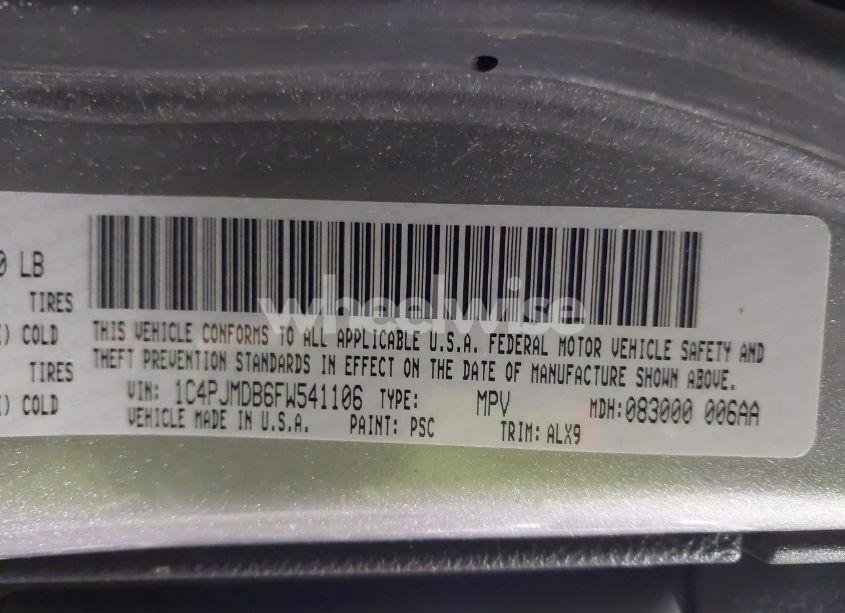 0 LB
TIRES
) COLD
TIRES
) COLD
wheelwise
THIS VEHICLE CONFORMS TO ALL APPLICABLE U.S.A. FEDERAL MOTOR VEHICLE SAFETY AND
THEFT PREVENTION STANDARDS IN EFFECT ON THE DATE OF MANUFACTURE SHOWN ABOVE.
VIN: 1C4PJMDB6FW541106 TYPE: MPV MDH:083000 006AA
VEHICLE MADE IN U.S.A. PAINT: PSC TRIM: ALX9